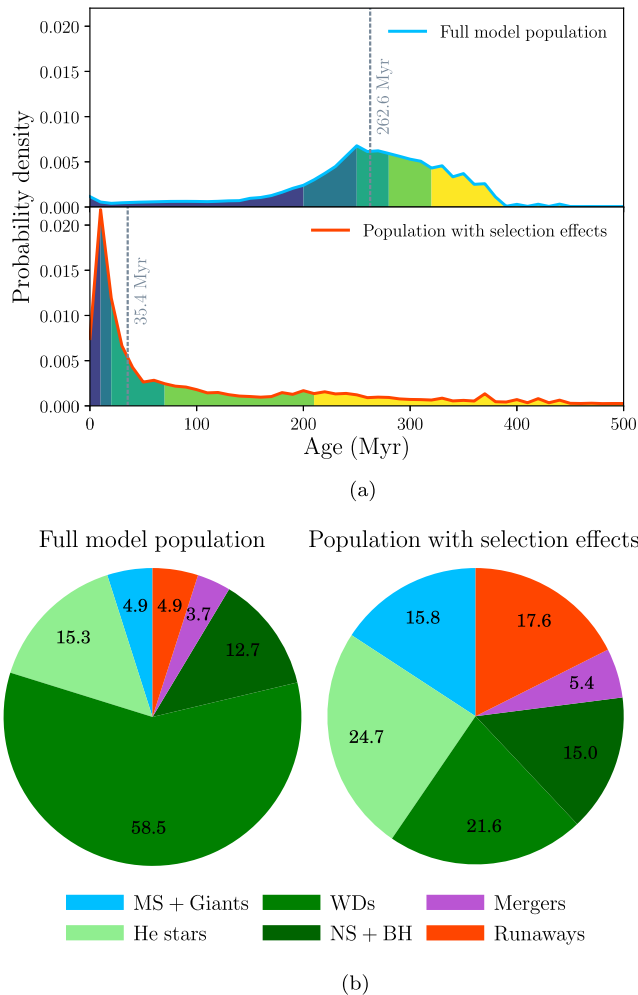 0.020
Full model population
0.015
262.6 Myr
0.010
0.005
0.000
Probability density
0.020
Population with selection effects
0.015
35.4 Myr
0.010
0.005
0.000
0 100 200 300 400 500
Age (Myr)
(a)
Full model population Population with selection effects
4.9 4.9 3.7 12.7 15.3 58.5
15.8 17.6 5.4 15.0 24.7 21.6
MS + Giants WDs Mergers
He stars NS + BH Runaways
(b)